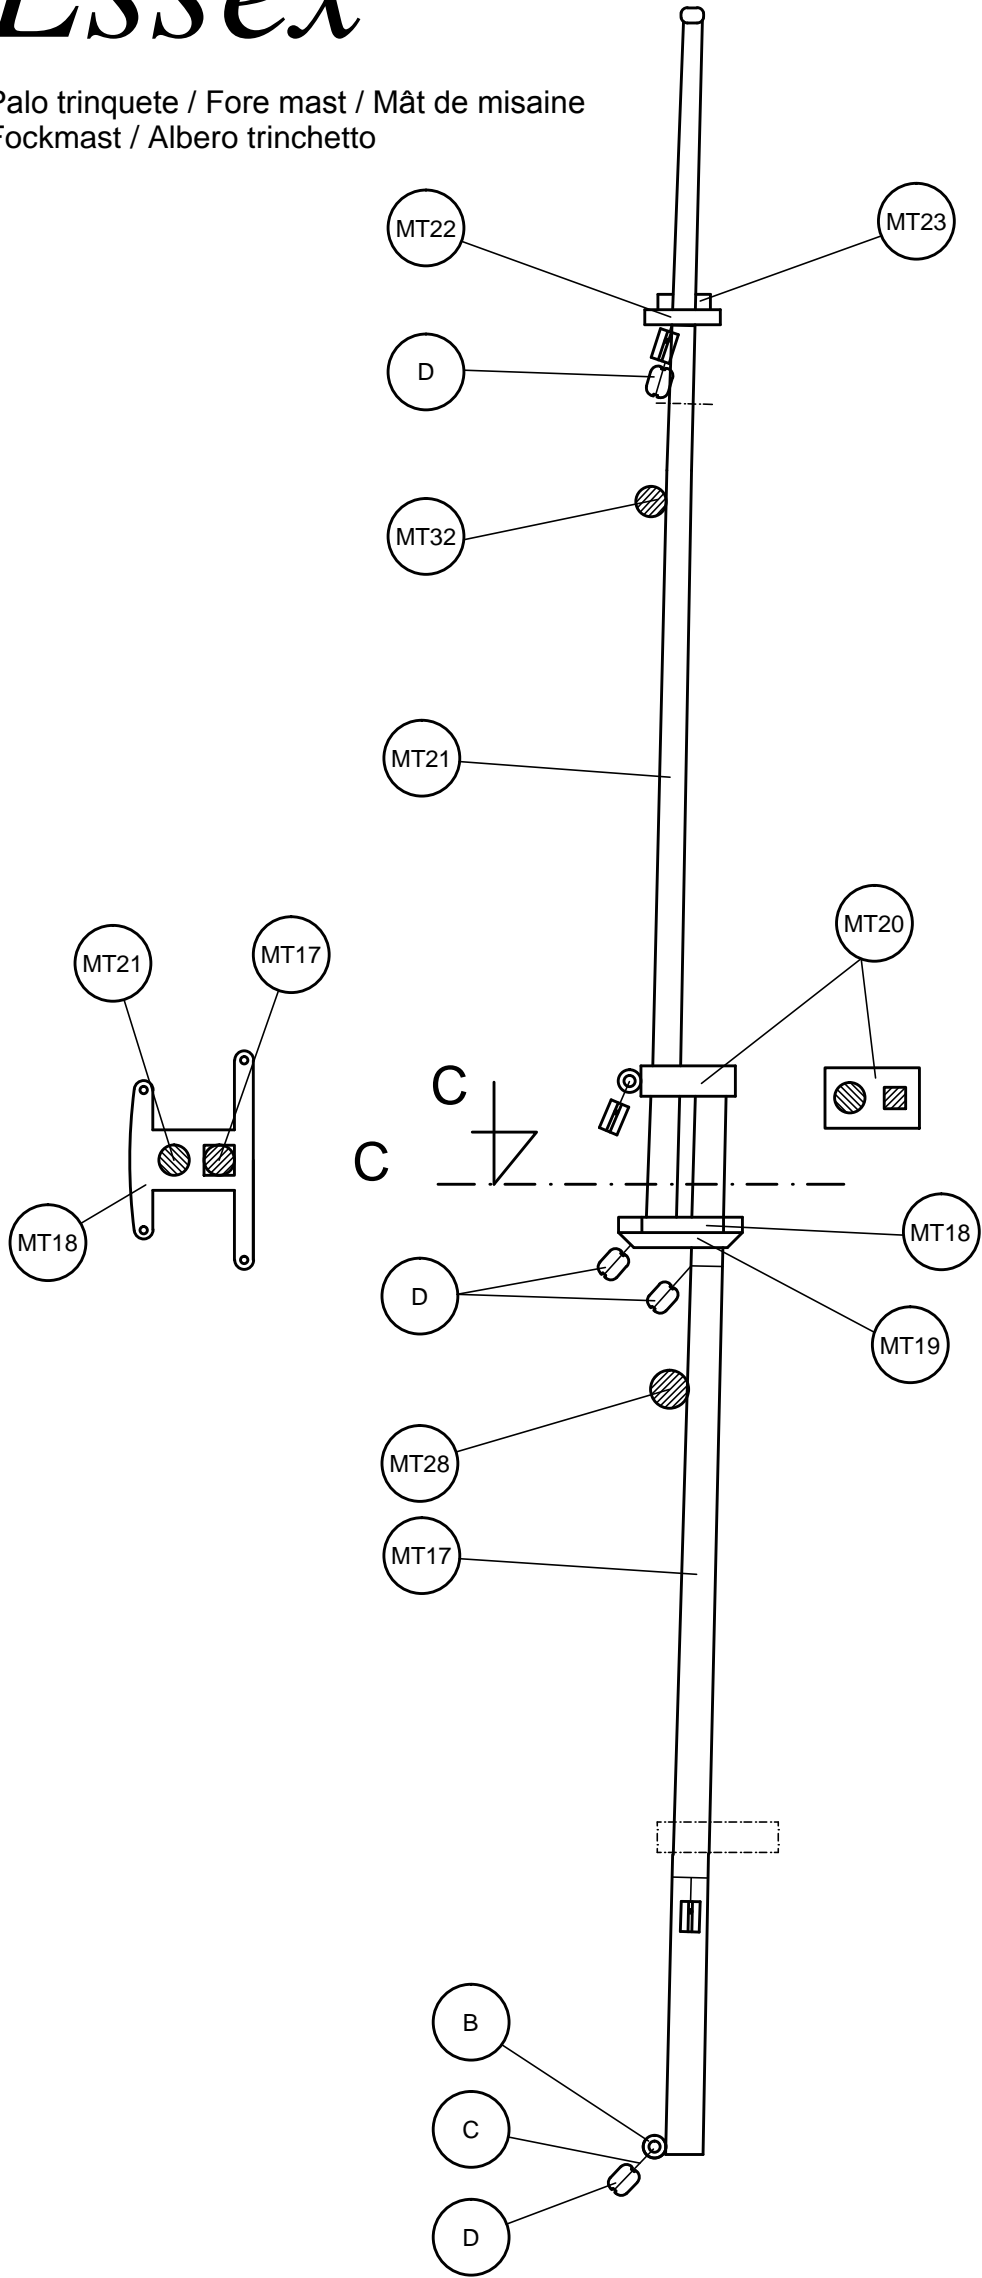 Essex
Palo trinquete / Fore mast / Mât de misaine
Fockmast / Albero trinchetto
MT22
MT23
D
MT32
MT21
MT20
MT21
MT17
C
C
MT18
MT18
D
MT19
MT28
MT17
B
C
D